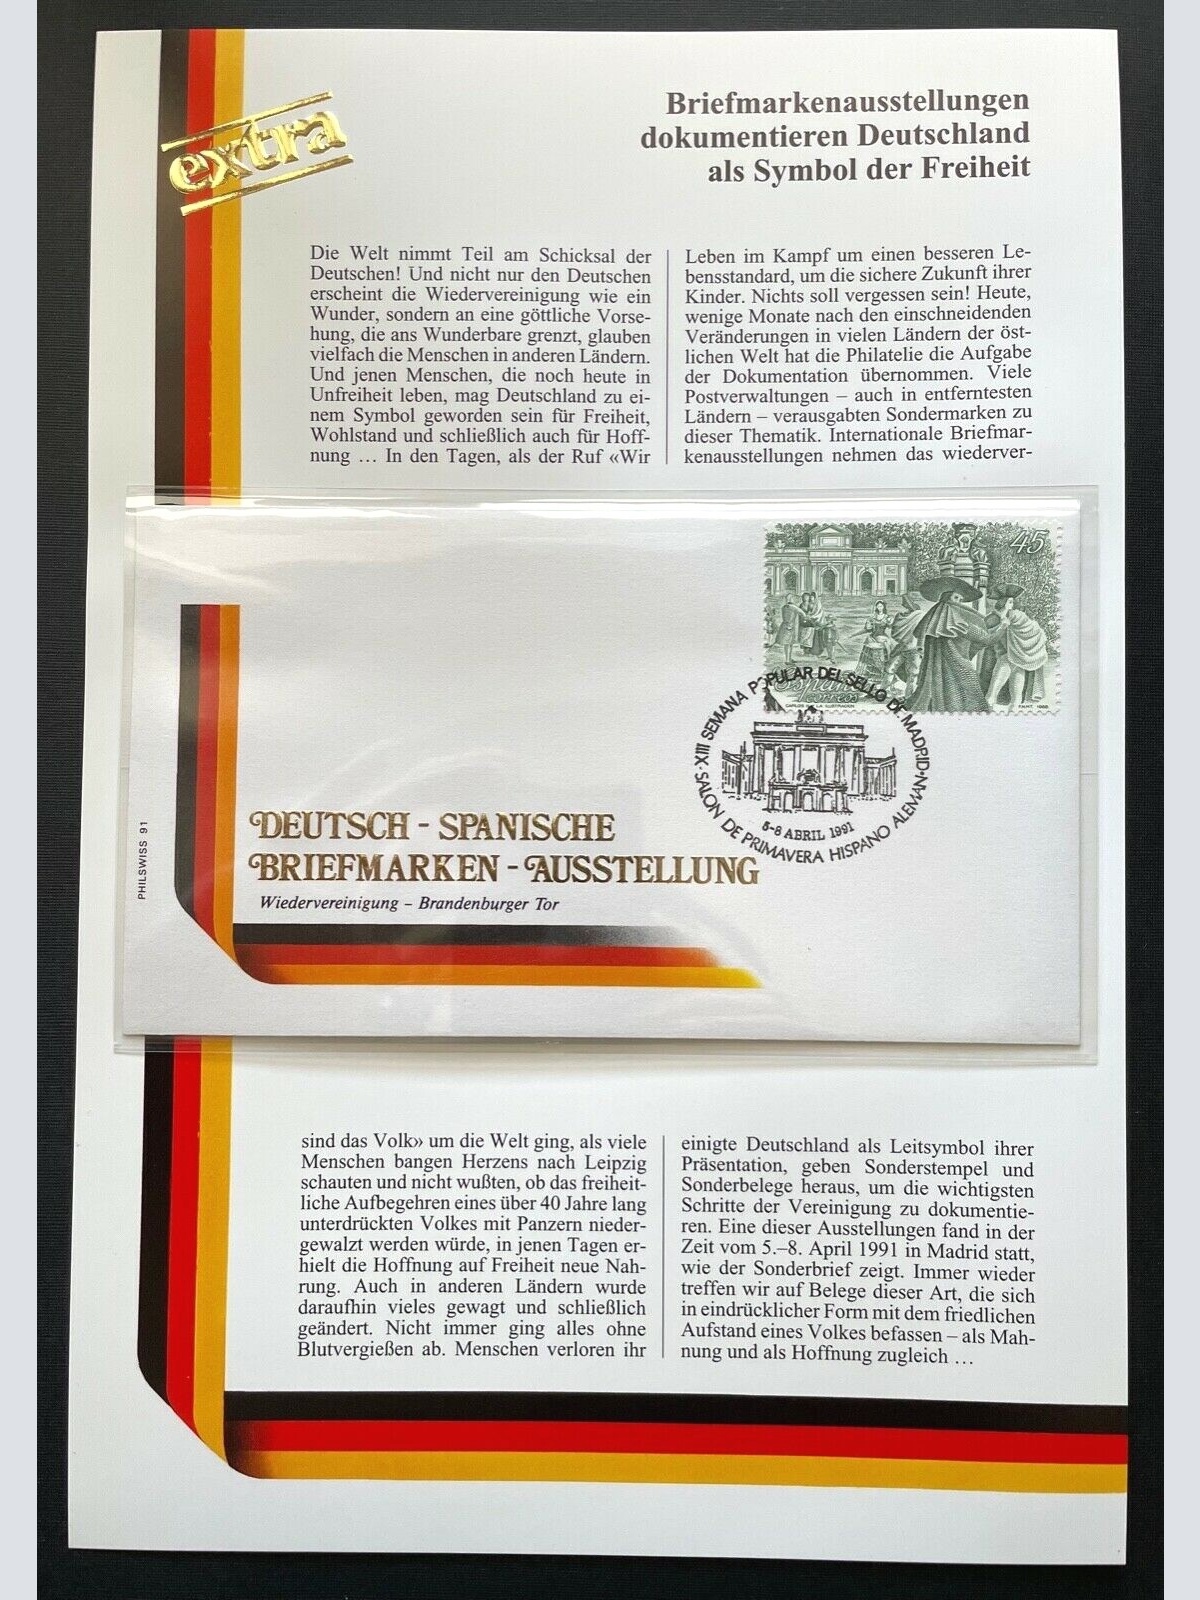 extra
Briefmarkenausstellungen
dokumentieren Deutschland
als Symbol der Freiheit
Die Welt nimmt Teil am Schicksal der
Deutschen! Und nicht nur den Deutschen
erscheint die Wiedervereinigung wie ein
Wunder, sondern an eine göttliche Vorse-
hung, die ans Wunderbare grenzt, glauben
vielfach die Menschen in anderen Ländern.
Und jenen Menschen, die noch heute in
Unfreiheit leben, mag Deutschland zu ei-
nem Symbol geworden sein für Freiheit,
Wohlstand und schließlich auch für Hoff-
nung … In den Tagen, als der Ruf «Wir
sind das Volk» um die Welt ging, als viele
Menschen bangen Herzens nach Leipzig
schauten und nicht wußten, ob das freiheit-
liche Aufbegehren eines über 40 Jahre lang
unterdrückten Volkes mit Panzern nieder-
gewalzt werden würde, in jenen Tagen er-
hielt die Hoffnung auf Freiheit neue Nah-
rung. Auch in anderen Ländern wurde
daraufhin vieles gewagt und schließlich
geändert. Nicht immer ging alles ohne
Blutvergießen ab. Menschen verloren ihr
Leben im Kampf um einen besseren Le-
bensstandard, um die sichere Zukunft ihrer
Kinder. Nichts soll vergessen sein! Heute,
wenige Monate nach den einschneidenden
Veränderungen in vielen Ländern der öst-
lichen Welt hat die Philatelie die Aufgabe
der Dokumentation übernommen. Viele
Postverwaltungen – auch in entferntesten
Ländern – verausgabten Sondermarken zu
dieser Thematik. Internationale Briefmar-
kenausstellungen nehmen das wiederver-
einigte Deutschland als Leitsymbol ihrer
Präsentation, geben Sonderstempel und
Sonderbelege heraus, um die wichtigsten
Schritte der Vereinigung zu dokumentie-
ren. Eine dieser Ausstellungen fand in der
Zeit vom 5.–8. April 1991 in Madrid statt,
wie der Sonderbrief zeigt. Immer wieder
treffen wir auf Belege dieser Art, die sich
in eindrücklicher Form mit dem friedlichen
Aufstand eines Volkes befassen – als Mah-
nung und als Hoffnung zugleich …
45
España
correos
CARLOS III LA ILUSTRACION
F.N.M.T. 1988
XIII SEMANA POPULAR DEL SELLO DE MADRID
SALON DE PRIMAVERA HISPANO ALEMAN
5-8 ABRIL 1991
DEUTSCH - SPANISCHE
BRIEFMARKEN - AUSSTELLUNG
Wiedervereinigung – Brandenburger Tor
PHILSWISS 91